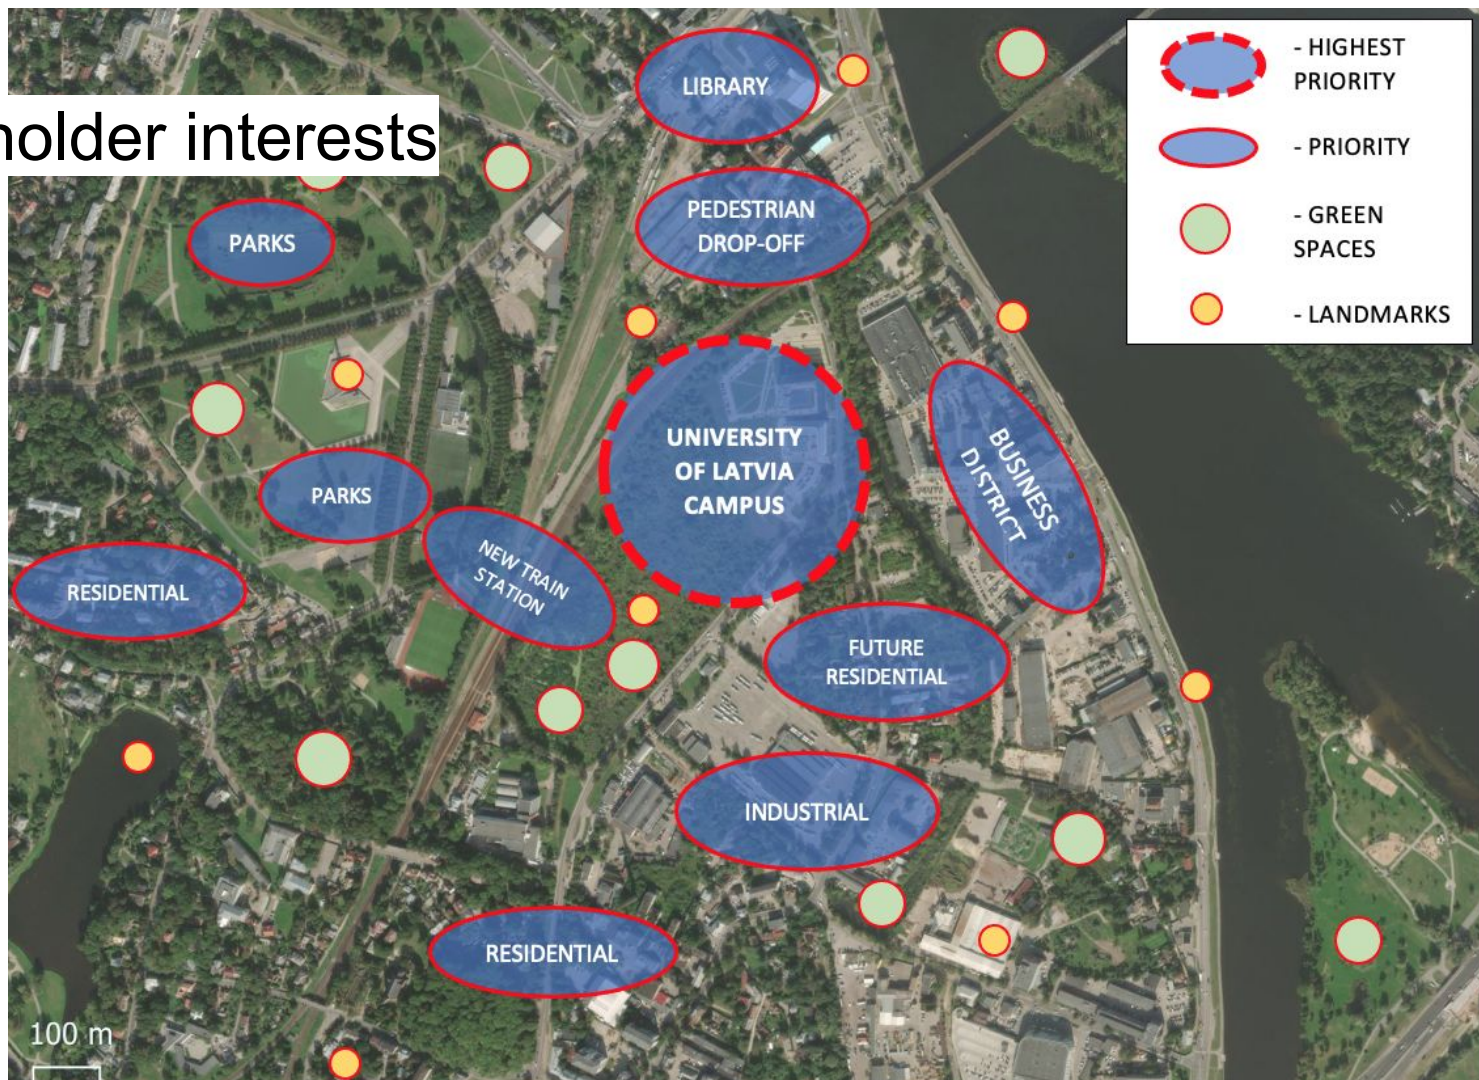 holder interests
LIBRARY
PEDESTRIAN
DROP-OFF
PARKS
UNIVERSITY
OF LATVIA
CAMPUS
BUSINESS
DISTRICT
PARKS
NEW TRAIN
STATION
RESIDENTIAL
FUTURE
RESIDENTIAL
INDUSTRIAL
RESIDENTIAL
100 m
- HIGHEST
PRIORITY
- PRIORITY
- GREEN
SPACES
- LANDMARKS